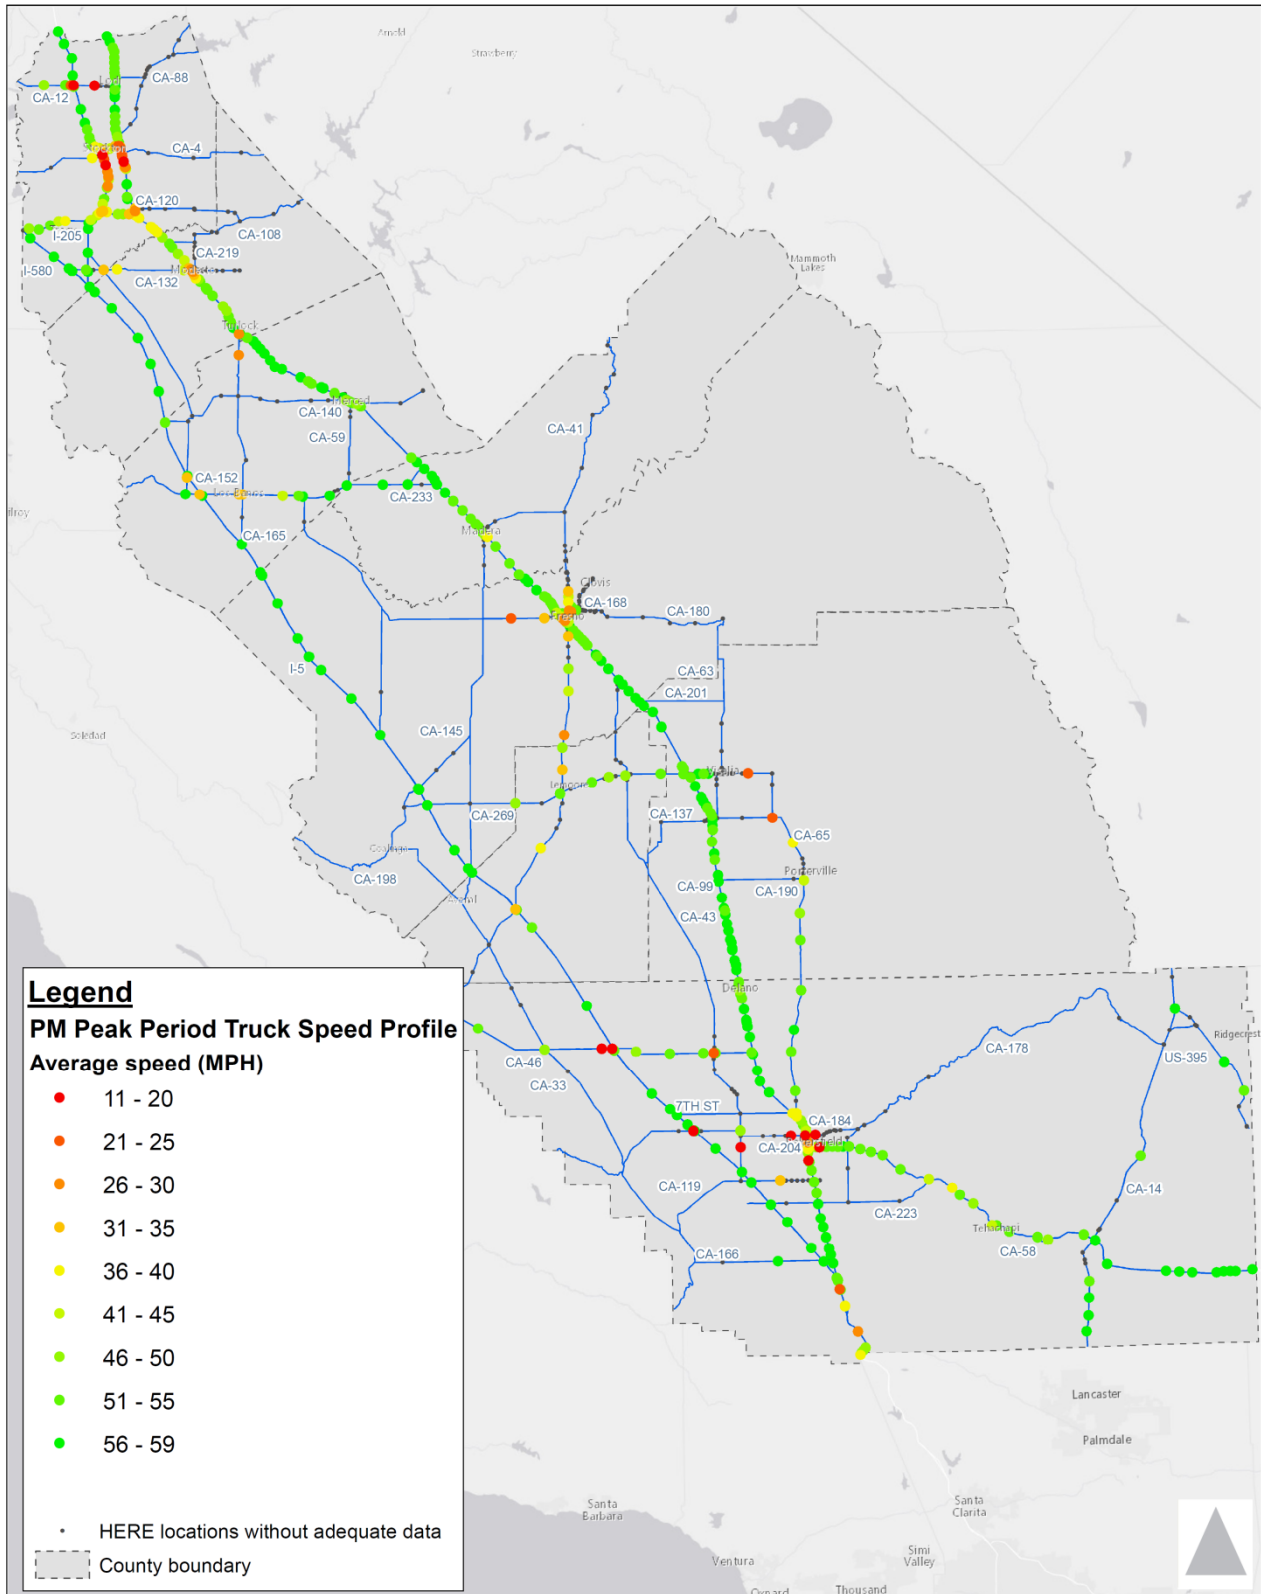 Arnold
Strawberry
CA-88
Lodi
CA-12
Stockton
CA-4
CA-120
CA-108
I-205
CA-219
I-580
Modesto
CA-132
Mammoth
Lakes
Turlock
Merced
CA-140
CA-59
CA-41
CA-152
Los Banos
CA-233
ilroy
CA-165
Madera
Clovis
CA-168
CA-180
Fresno
I-5
CA-63
CA-201
Soledad
CA-145
Visalia
Lemoore
CA-269
CA-137
CA-65
Coalinga
CA-198
Porterville
CA-99
CA-190
Avenal
CA-43
Delano
Ridgecrest
CA-178
US-395
CA-46
CA-33
7TH ST
CA-184
Bakersfield
CA-204
CA-119
CA-223
CA-14
Tehachapi
CA-58
CA-166
Lancaster
Palmdale
Santa
Barbara
Santa
Clarita
Simi
Valley
Ventura
Oxnard
Thousand
Legend
PM Peak Period Truck Speed Profile
Average speed (MPH)
11 - 20
21 - 25
26 - 30
31 - 35
36 - 40
41 - 45
46 - 50
51 - 55
56 - 59
HERE locations without adequate data
County boundary